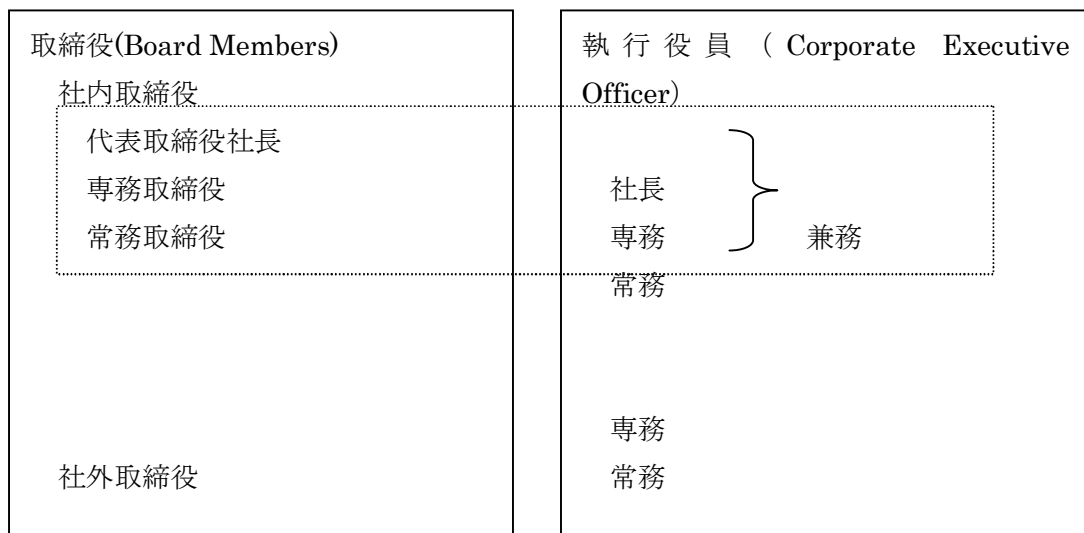 取締役(Board Members)
社内取締役
代表取締役社長
専務取締役
常務取締役
社外取締役
執行役員（Corporate Executive
Officer）
社長
専務 兼務
常務
専務
常務